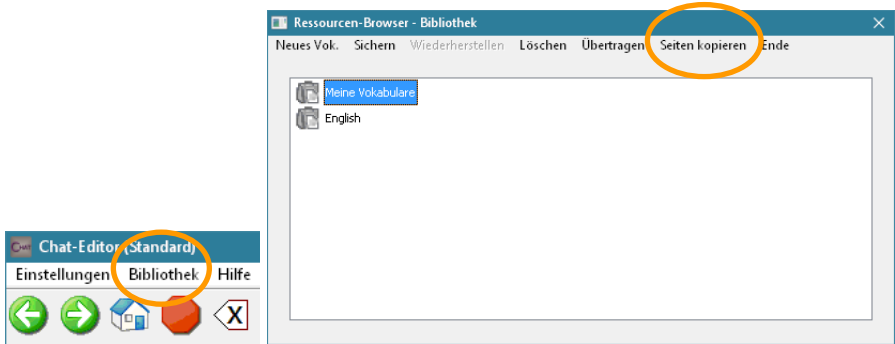 Ressourcen-Browser - Bibliothek
Neues Vok. Sichern Wiederherstellen Löschen Übertragen Seiten kopieren Ende
Meine Vokabulare
English
Chat-Editor (Standard)
Einstellungen Bibliothek Hilfe
X